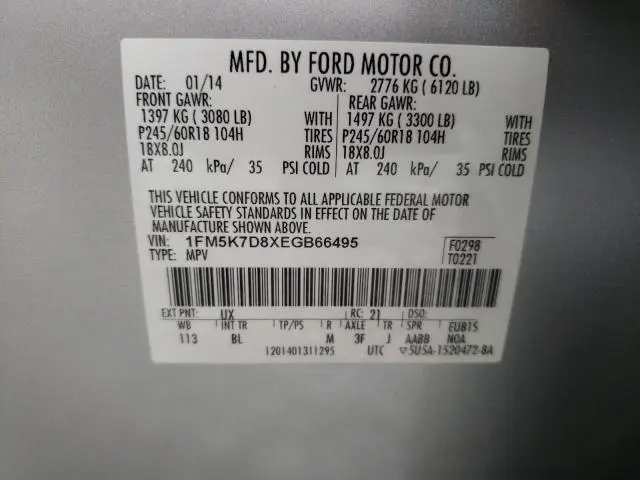 MFD. BY FORD MOTOR CO.
DATE: 01/14 GVWR: 2776 KG ( 6120 LB)
FRONT GAWR: REAR GAWR:
1397 KG ( 3080 LB) WITH 1497 KG ( 3300 LB) WITH
P245/60R18 104H TIRES P245/60R18 104H TIRES
18X8.0J RIMS 18X8.0J RIMS
AT 240 kPa/ 35 PSI COLD AT 240 kPa/ 35 PSI COLD
THIS VEHICLE CONFORMS TO ALL APPLICABLE FEDERAL MOTOR
VEHICLE SAFETY STANDARDS IN EFFECT ON THE DATE OF
MANUFACTURE SHOWN ABOVE.
VIN: 1FM5K7D8XEGB66495 F0298
TYPE: MPV T0221
EXT PNT: UX RC: 21 DSO:
WB INT TR TP/PS R AXLE TR SPR EU81S
113 BL M 3F J AABB NOA
1201401311295 UTC ▽5U5A-1520472-BA